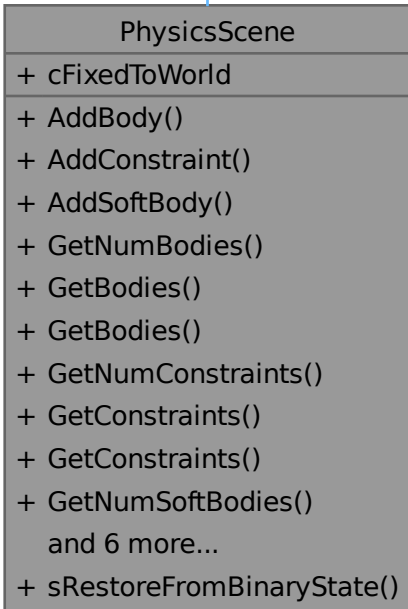 PhysicsScene
+ cFixedToWorld
+ AddBody()
+ AddConstraint()
+ AddSoftBody()
+ GetNumBodies()
+ GetBodies()
+ GetBodies()
+ GetNumConstraints()
+ GetConstraints()
+ GetConstraints()
+ GetNumSoftBodies()
and 6 more...
+ sRestoreFromBinaryState()